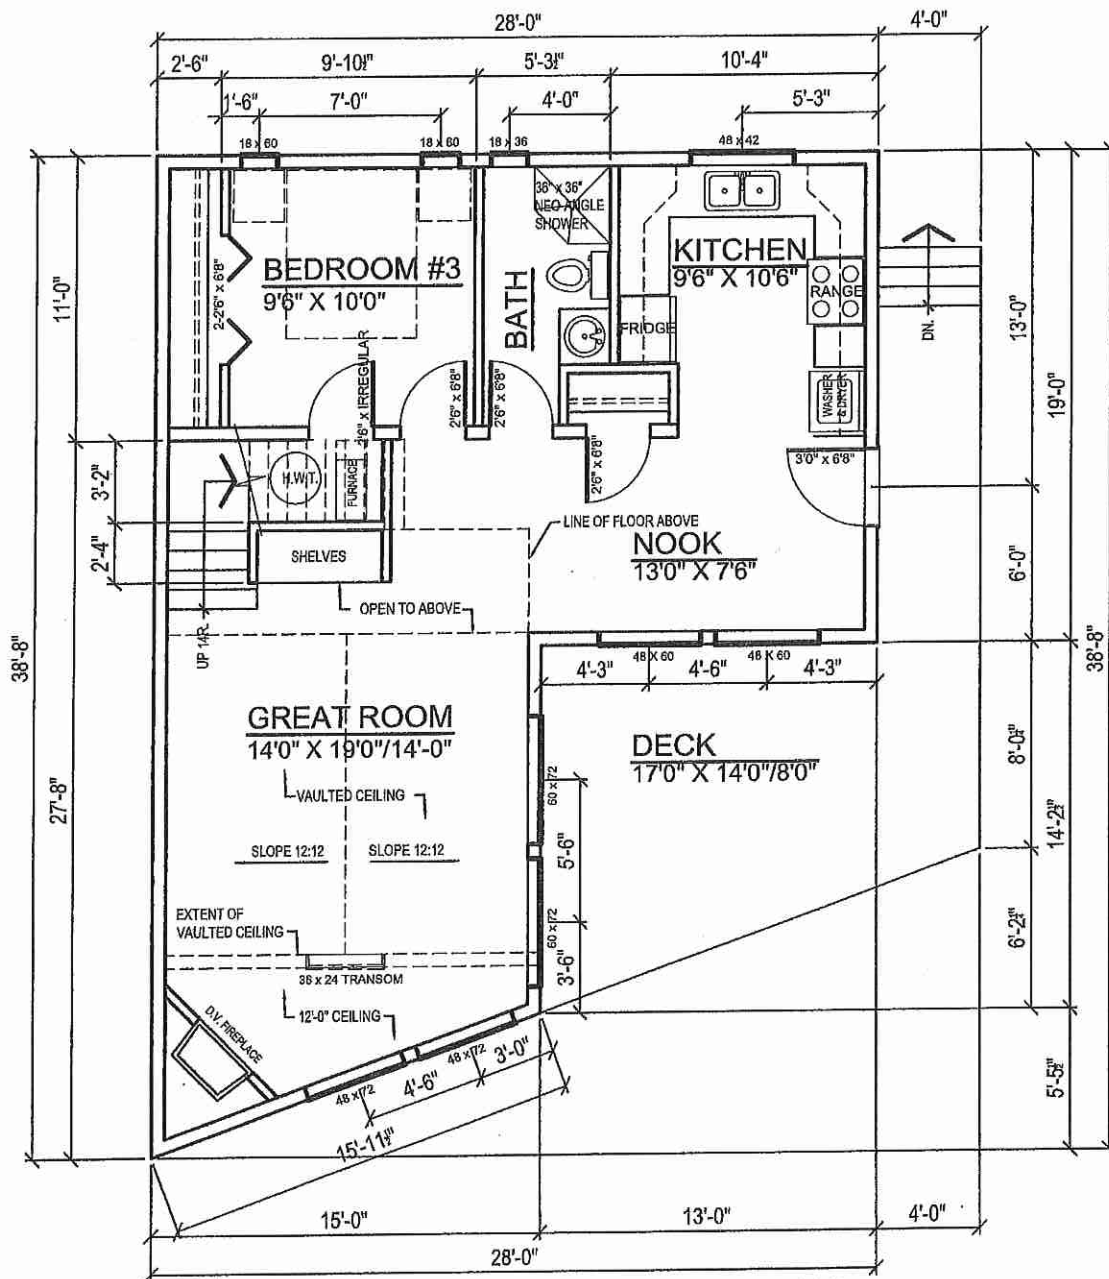 28'-0"
4'-0"
2'-6"
9'-10½"
5'-3½"
10'-4"
1'-6"
7'-0"
4'-0"
5'-3"
18 x 60
18 x 60
18 x 36
48 x 42
36" x 36"
NEO ANGLE
SHOWER
KITCHEN
9'6" X 10'6"
BEDROOM #3
9'6" X 10'0"
2-2'6" x 6'8"
BATH
RANGE
FRIDGE
DN.
11'-0"
13'-0"
19'-0"
WASHER
& DRYER
2'6" x IRREGULAR
2'6" x 6'8"
2'6" x 6'8"
2'6" x 6'8"
3'0" x 6'8"
3'-2"
H.W.T.
FURNACE
2'-4"
SHELVES
LINE OF FLOOR ABOVE
NOOK
13'0" X 7'6"
6'-0"
OPEN TO ABOVE
UP 14R.
38'-8"
38'-8"
48 X 60
48 X 60
4'-3"
4'-6"
4'-3"
GREAT ROOM
14'0" X 19'0"/14'-0"
DECK
17'0" X 14'0"/8'0"
8'-0½"
27'-8"
VAULTED CEILING
60 x 72
5'-6"
14'-2½"
SLOPE 12:12
SLOPE 12:12
EXTENT OF
VAULTED CEILING
60 x 72
3'-6"
6'-2½"
36 x 24 TRANSOM
12'-0" CEILING
D.V. FIREPLACE
48 x 72
48 x 72
3'-0"
4'-6"
5'-5½"
15'-11½"
15'-0"
13'-0"
4'-0"
28'-0"